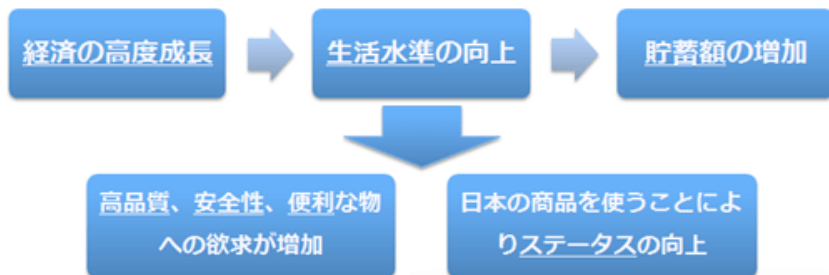 経済の高度成長
生活水準の向上
貯蓄額の増加
高品質、安全性、便利な物
への欲求が増加
日本の商品を使うことによ
りステータスの向上